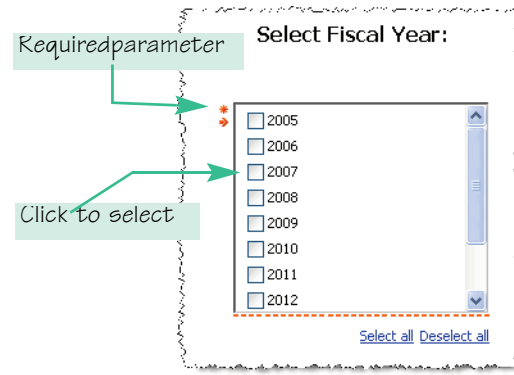 Select Fiscal Year:
Requiredparameter
2005
2006
2007
Click to select
2008
2009
2010
2011
2012
Select all Deselect all